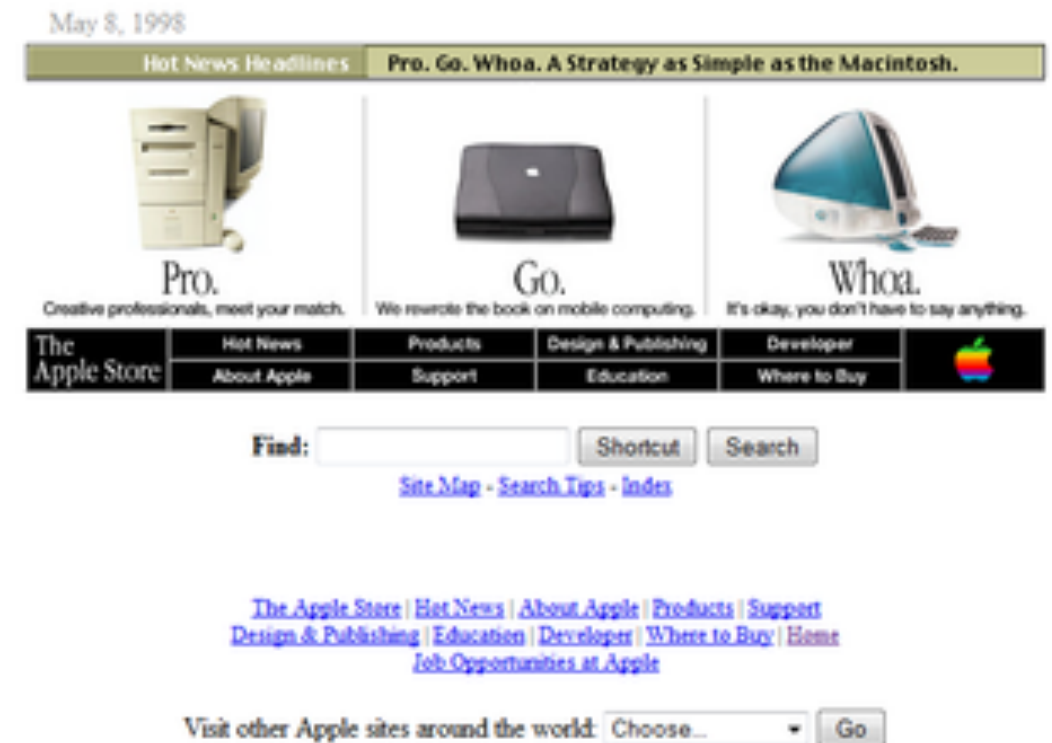 May 8, 1998
Hot News Headlines Pro. Go. Whoa. A Strategy as Simple as the Macintosh.
Pro. Go. Whoa.
Creative professionals, meet your match. We rewrote the book on mobile computing. It's okay, you don't have to say anything.
The Apple Store
Hot News Products Design & Publishing Developer
About Apple Support Education Where to Buy
Find: Shortcut Search
Site Map - Search Tips - Index
The Apple Store | Hot News | About Apple | Products | Support
Design & Publishing | Education | Developer | Where to Buy | Home
Job Opportunities at Apple
Visit other Apple sites around the world: Choose... Go